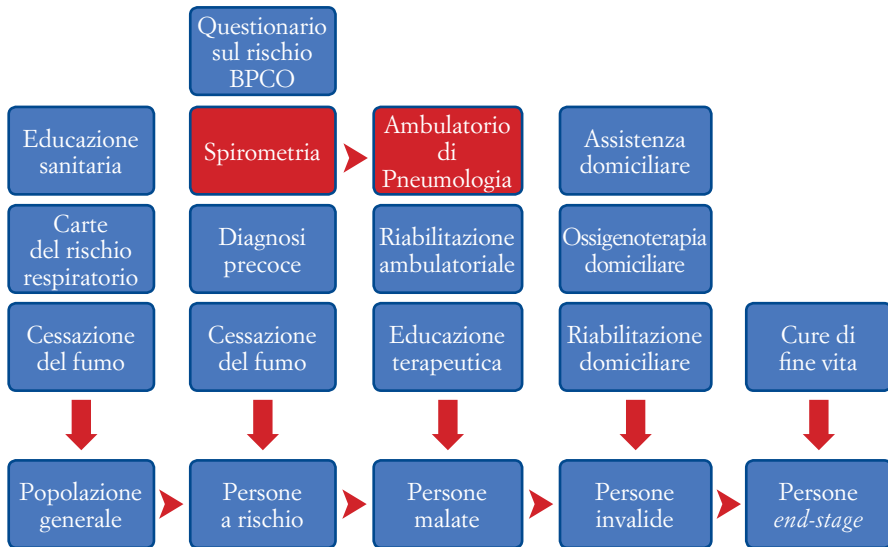 Questionario
sul rischio
BPCO
Educazione
sanitaria
Spirometria
Ambulatorio
di
Pneumologia
Assistenza
domiciliare
Carte
del rischio
respiratorio
Diagnosi
precoce
Riabilitazione
ambulatoriale
Ossigenoterapia
domiciliare
Cessazione
del fumo
Cessazione
del fumo
Educazione
terapeutica
Riabilitazione
domiciliare
Cure di
fine vita
Popolazione
generale
Persone
a rischio
Persone
malate
Persone
invalide
Persone
end-stage